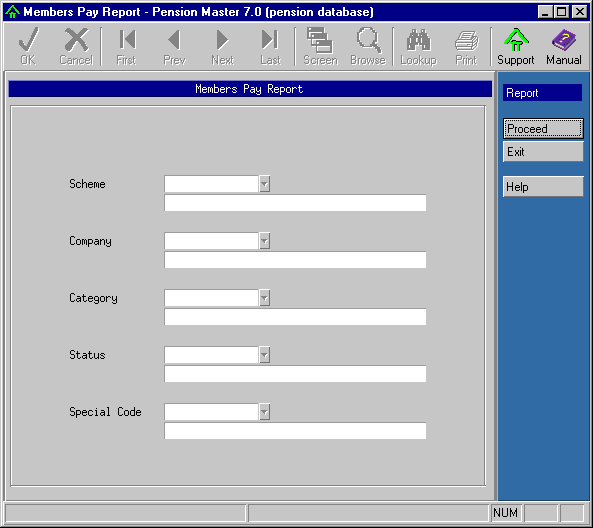 Members Pay Report - Pension Master 7.0 (pension database)
OK Cancel First Prev Next Last Screen Browse Lookup Print Support Manual
Members Pay Report
Report
Proceed
Exit
Help
Scheme
Company
Category
Status
Special Code
NUM